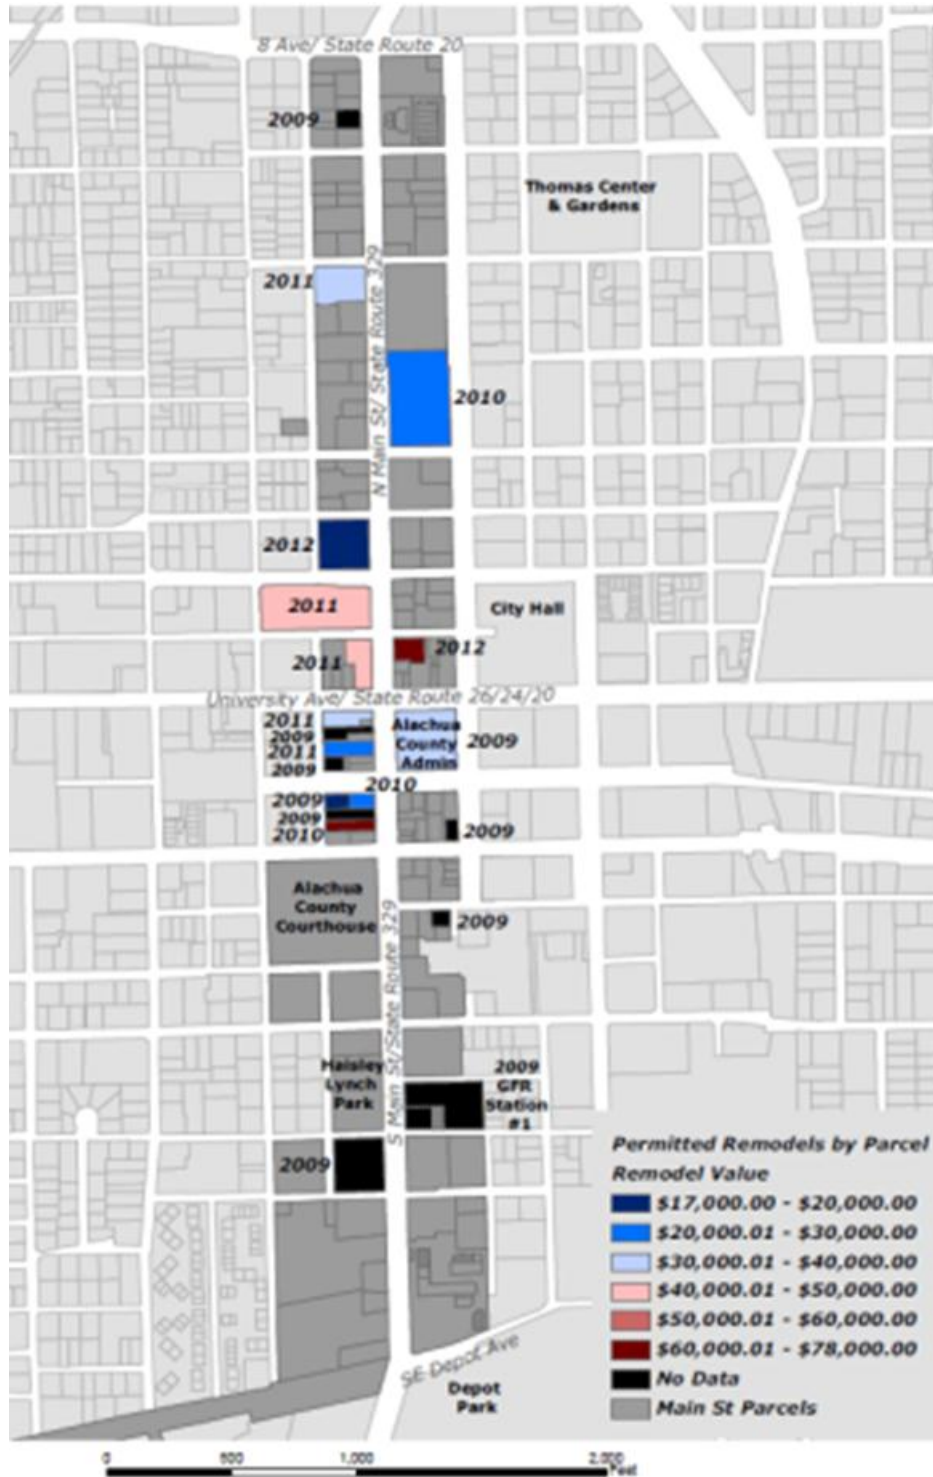 8 Ave/ State Route 20
2009
Thomas Center
& Gardens
2011
N Main St/ State Route 329
2010
2012
2011
City Hall
2011
2012
University Ave/ State Route 26/24/20
2011
2009
2011
2009
Alachua
County
Admin
2009
2010
2009
2009
2010
2009
Alachua
County
Courthouse
S Main St/State Route 329
2009
Haisley
Lynch
Park
2009
GFR
Station
#1
2009
Permitted Remodels by Parcel
Remodel Value
$17,000.00 - $20,000.00
$20,000.01 - $30,000.00
$30,000.01 - $40,000.00
$40,000.01 - $50,000.00
$50,000.01 - $60,000.00
$60,000.01 - $78,000.00
No Data
Main St Parcels
SE Depot Ave
Depot
Park
0 500 1,000 2,000
Feet